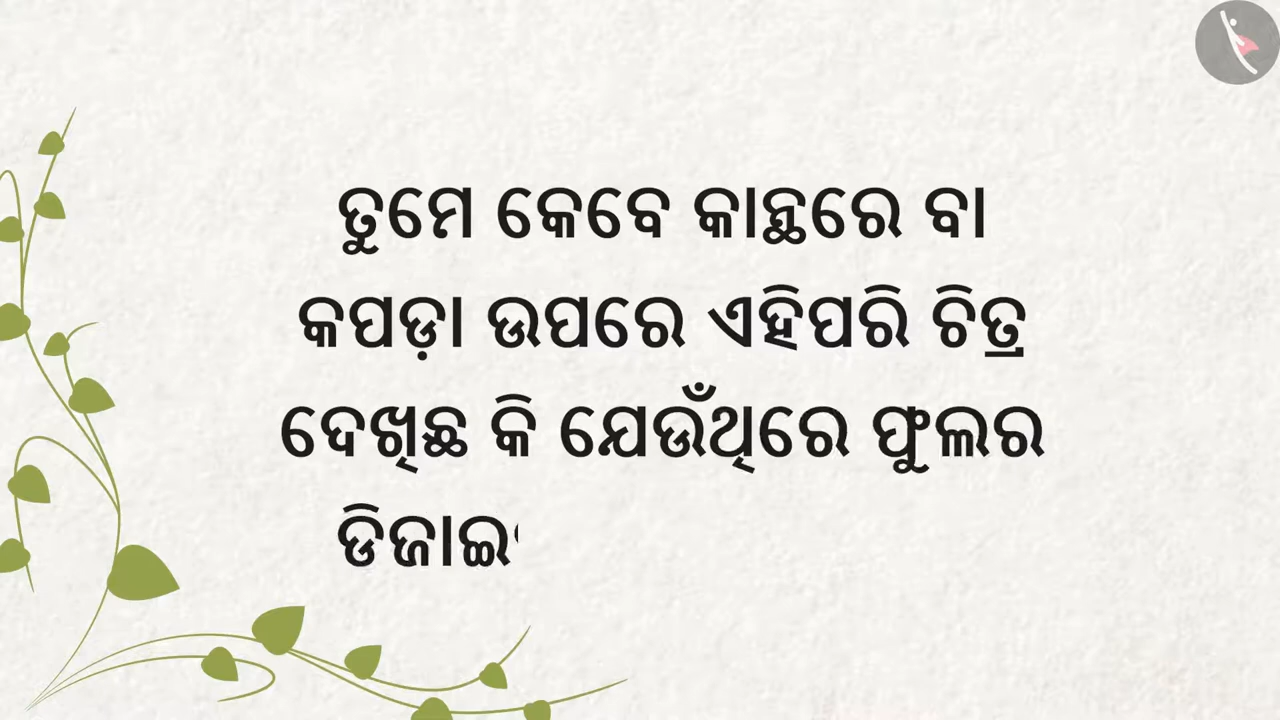 ତୁମେ କେବେ କାନ୍ଥରେ ବା
କପଡ଼ା ଉପରେ ଏହିପରି ଚିତ୍ର
ଦେଖିଛ କି ଯେଉଁଥିରେ ଫୁଲର